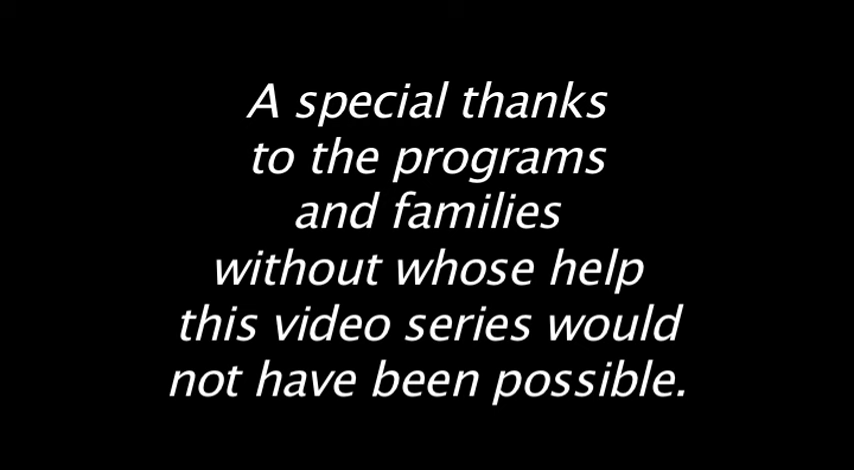 A special thanks
to the programs
and families
without whose help
this video series would
not have been possible.